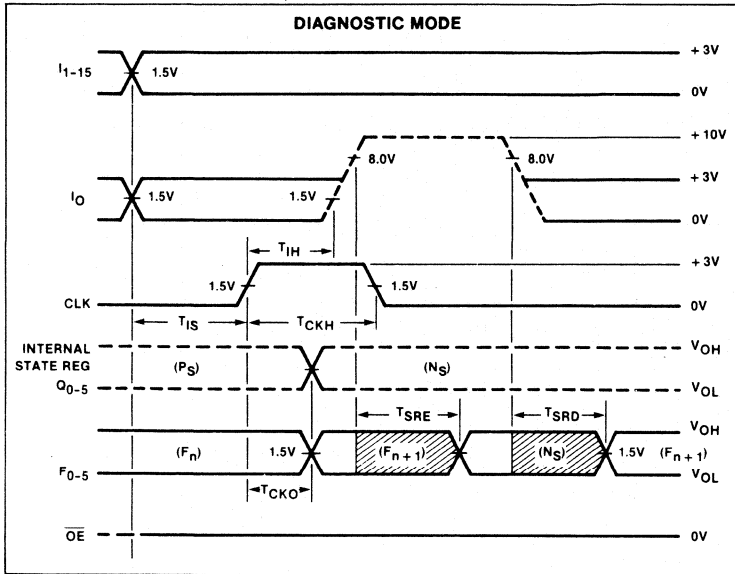 DIAGNOSTIC MODE
I1–15
1.5V
+3V
0V
+10V
8.0V
8.0V
+3V
IO
1.5V
1.5V
0V
TIH
+3V
1.5V
1.5V
CLK
0V
TIS
TCKH
INTERNAL
STATE REG
Q0–5
(PS)
(NS)
VOH
VOL
TSRE
TSRD
VOH
(Fn)
1.5V
(Fn+1)
(NS)
1.5V
(Fn+1)
F0–5
VOL
TCKO
OE
0V